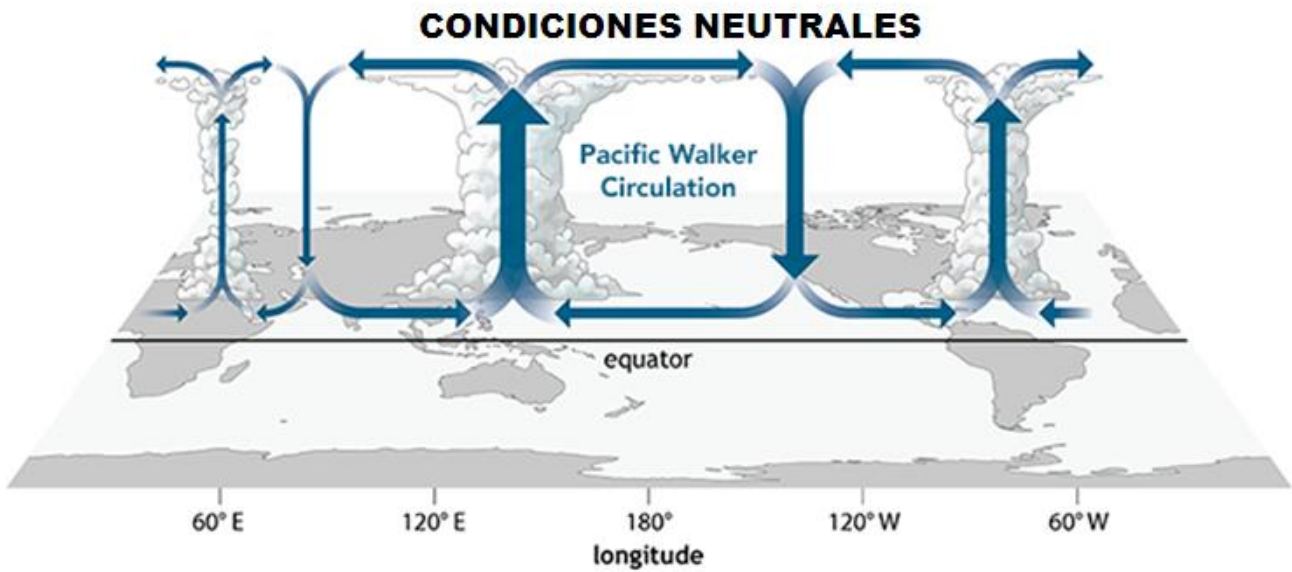 CONDICIONES NEUTRALES
Pacific Walker
Circulation
equator
60° E
120° E
180°
120° W
60° W
longitude